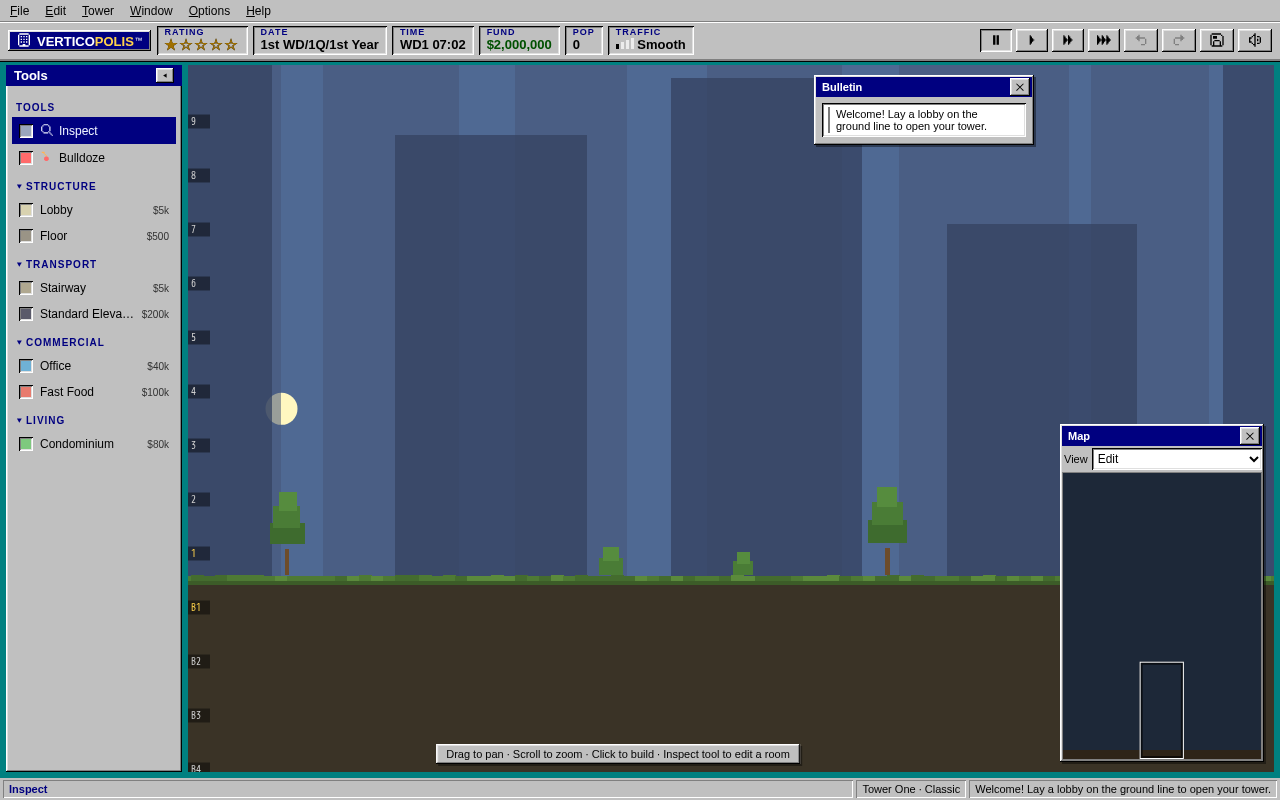 File Edit Tower Window Options Help
VERTICOPOLIS™
RATING
DATE
1st WD/1Q/1st Year
TIME
WD1 07:02
FUND
$2,000,000
POP
0
TRAFFIC
Smooth
Tools
TOOLS
Inspect
Bulldoze
STRUCTURE
Lobby $5k
Floor $500
TRANSPORT
Stairway $5k
Standard Eleva… $200k
COMMERCIAL
Office $40k
Fast Food $100k
LIVING
Condominium $80k
9
8
7
6
5
4
3
2
1
B1
B2
B3
B4
Bulletin
Welcome! Lay a lobby on the
ground line to open your tower.
Map
View Edit
Drag to pan · Scroll to zoom · Click to build · Inspect tool to edit a room
Inspect
Tower One · Classic
Welcome! Lay a lobby on the ground line to open your tower.